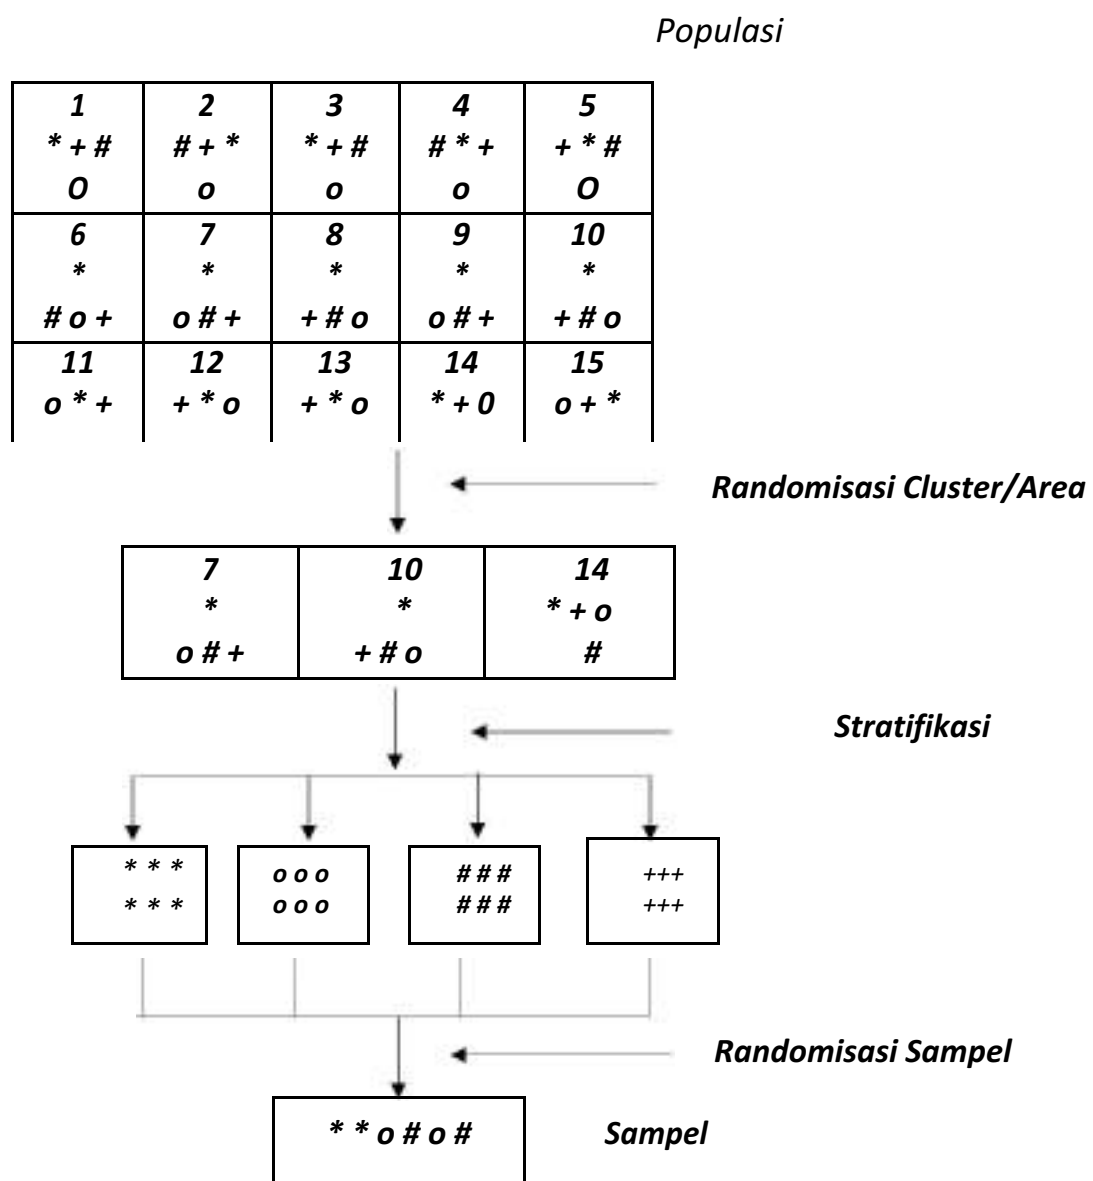 Populasi
1 2 3 4 5
* + # # + * * + # # * + + * #
O o o o O
6 7 8 9 10
* * * * *
# o + o # + + # o o # + + # o
11 12 13 14 15
o * + + * o + * o * + 0 o + *
Randomisasi Cluster/Area
7 10 14
* * * + o
o # + + # o #
Stratifikasi
* * * o o o # # # +++
* * * o o o # # # +++
Randomisasi Sampel
* * o # o # Sampel